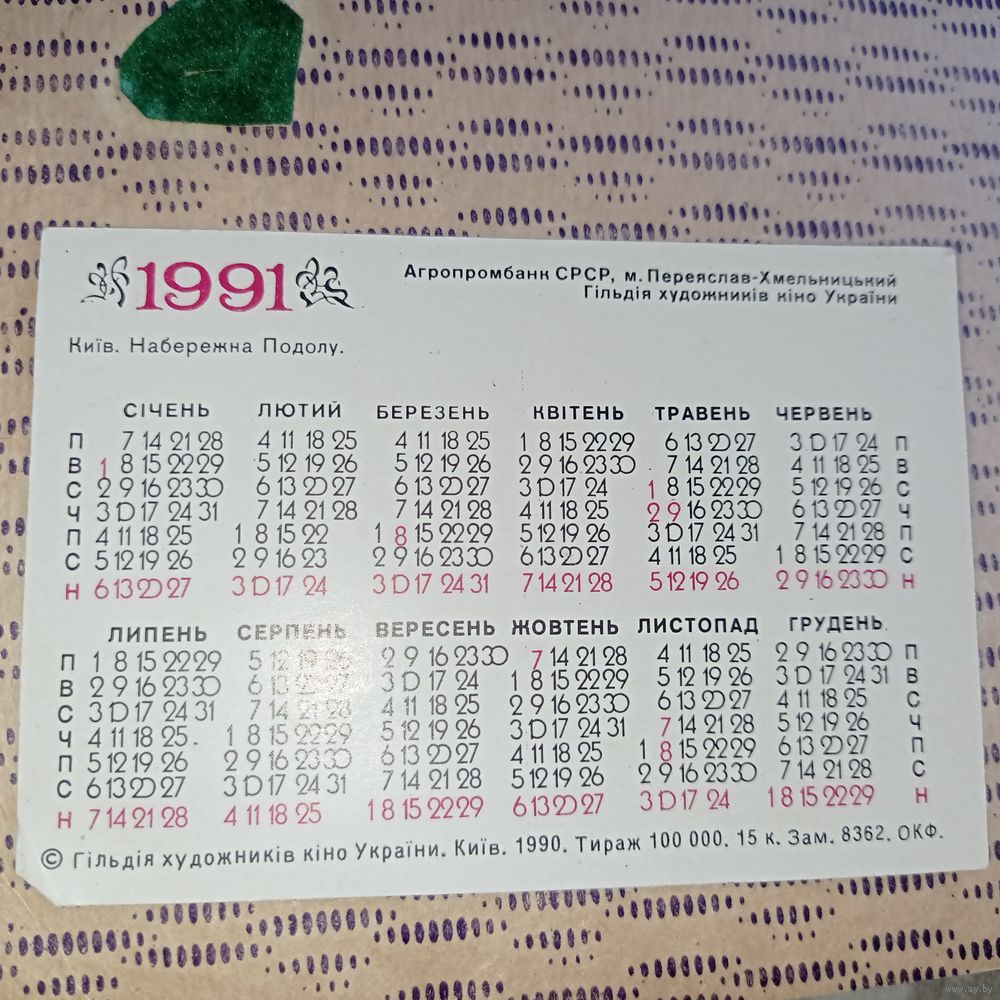 1991
Агропромбанк СРСР, м. Переяслав-Хмельницький
Гільдія художників кіно України
Київ. Набережна Подолу.
СІЧЕНЬ ЛЮТИЙ БЕРЕЗЕНЬ КВІТЕНЬ ТРАВЕНЬ ЧЕРВЕНЬ
П 7 14 21 28 4 11 18 25 4 11 18 25 1 8 15 22 29 6 13 20 27 3 10 17 24 П
В 1 8 15 22 29 5 12 19 26 5 12 19 26 2 9 16 23 30 7 14 21 28 4 11 18 25 В
С 2 9 16 23 30 6 13 20 27 6 13 20 27 3 10 17 24 1 8 15 22 29 5 12 19 26 С
Ч 3 10 17 24 31 7 14 21 28 7 14 21 28 4 11 18 25 2 9 16 23 30 6 13 20 27 Ч
П 4 11 18 25 1 8 15 22 1 8 15 22 29 5 12 19 26 3 10 17 24 31 7 14 21 28 П
С 5 12 19 26 2 9 16 23 2 9 16 23 30 6 13 20 27 4 11 18 25 1 8 15 22 29 С
Н 6 13 20 27 3 10 17 24 3 10 17 24 31 7 14 21 28 5 12 19 26 2 9 16 23 30 Н
ЛИПЕНЬ СЕРПЕНЬ ВЕРЕСЕНЬ ЖОВТЕНЬ ЛИСТОПАД ГРУДЕНЬ
П 1 8 15 22 29 5 12 19 26 2 9 16 23 30 7 14 21 28 4 11 18 25 2 9 16 23 30 П
В 2 9 16 23 30 6 13 20 27 3 10 17 24 1 8 15 22 29 5 12 19 26 3 10 17 24 31 В
С 3 10 17 24 31 7 14 21 28 4 11 18 25 2 9 16 23 30 6 13 20 27 4 11 18 25 С
Ч 4 11 18 25 1 8 15 22 29 5 12 19 26 3 10 17 24 31 7 14 21 28 5 12 19 26 Ч
П 5 12 19 26 2 9 16 23 30 6 13 20 27 4 11 18 25 1 8 15 22 29 6 13 20 27 П
С 6 13 20 27 3 10 17 24 31 7 14 21 28 5 12 19 26 2 9 16 23 30 7 14 21 28 С
Н 7 14 21 28 4 11 18 25 1 8 15 22 29 6 13 20 27 3 10 17 24 1 8 15 22 29 Н
© Гільдія художників кіно України. Київ. 1990. Тираж 100 000. 15 к. Зам. 8362. ОКФ.
www.ay.by